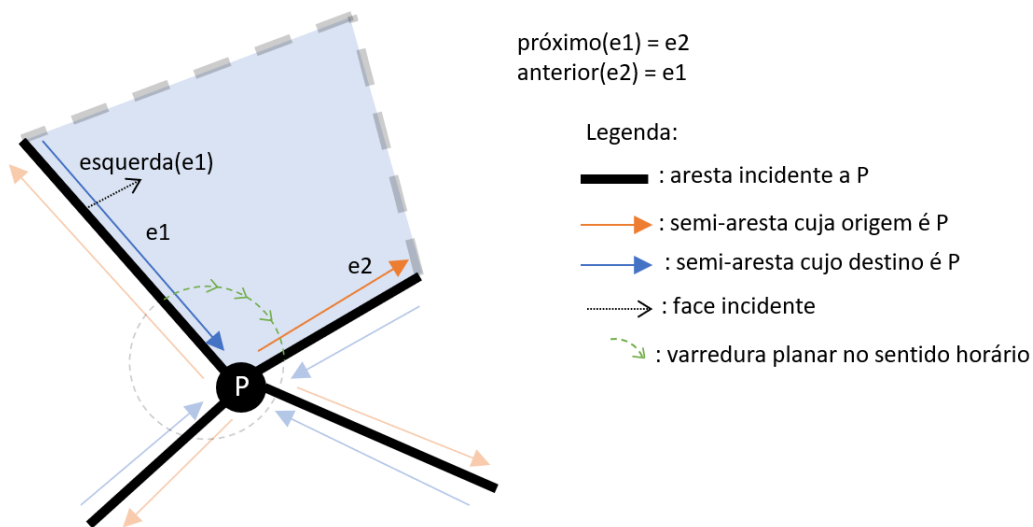 próximo(e1) = e2
anterior(e2) = e1
Legenda:
: aresta incidente a P
: semi-aresta cuja origem é P
: semi-aresta cujo destino é P
: face incidente
: varredura planar no sentido horário
esquerda(e1)
e1
e2
P